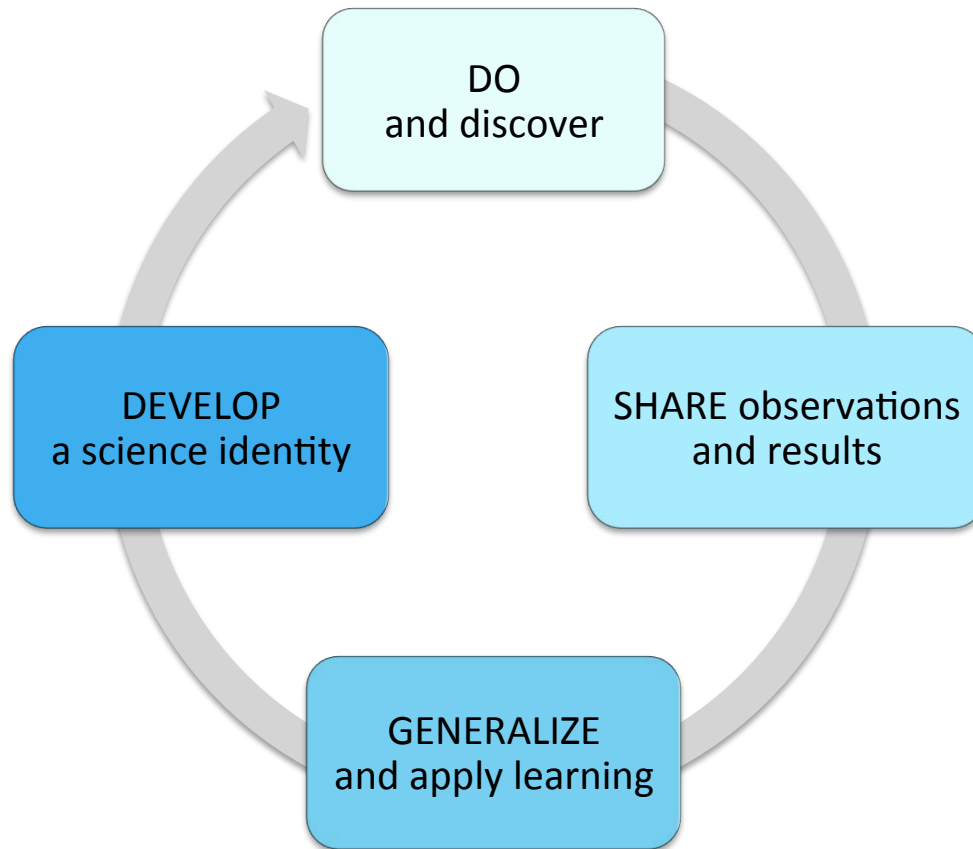 DO
and discover
SHARE observations
and results
GENERALIZE
and apply learning
DEVELOP
a science identity